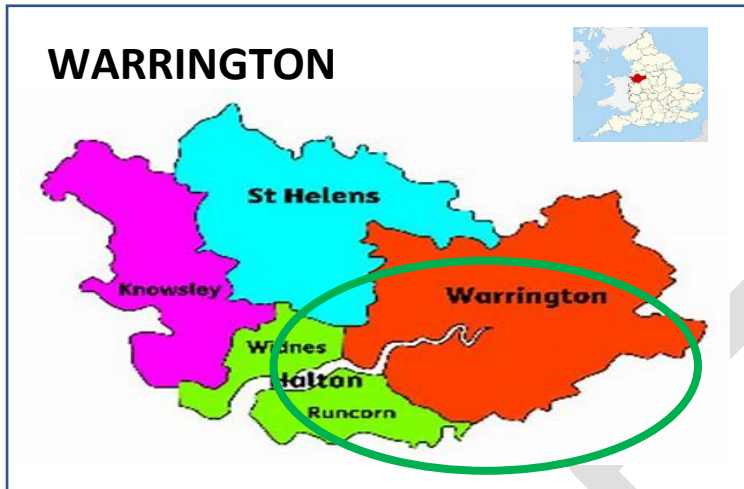 WARRINGTON
St Helens
Knowsley
Warrington
Widnes
Halton
Runcorn